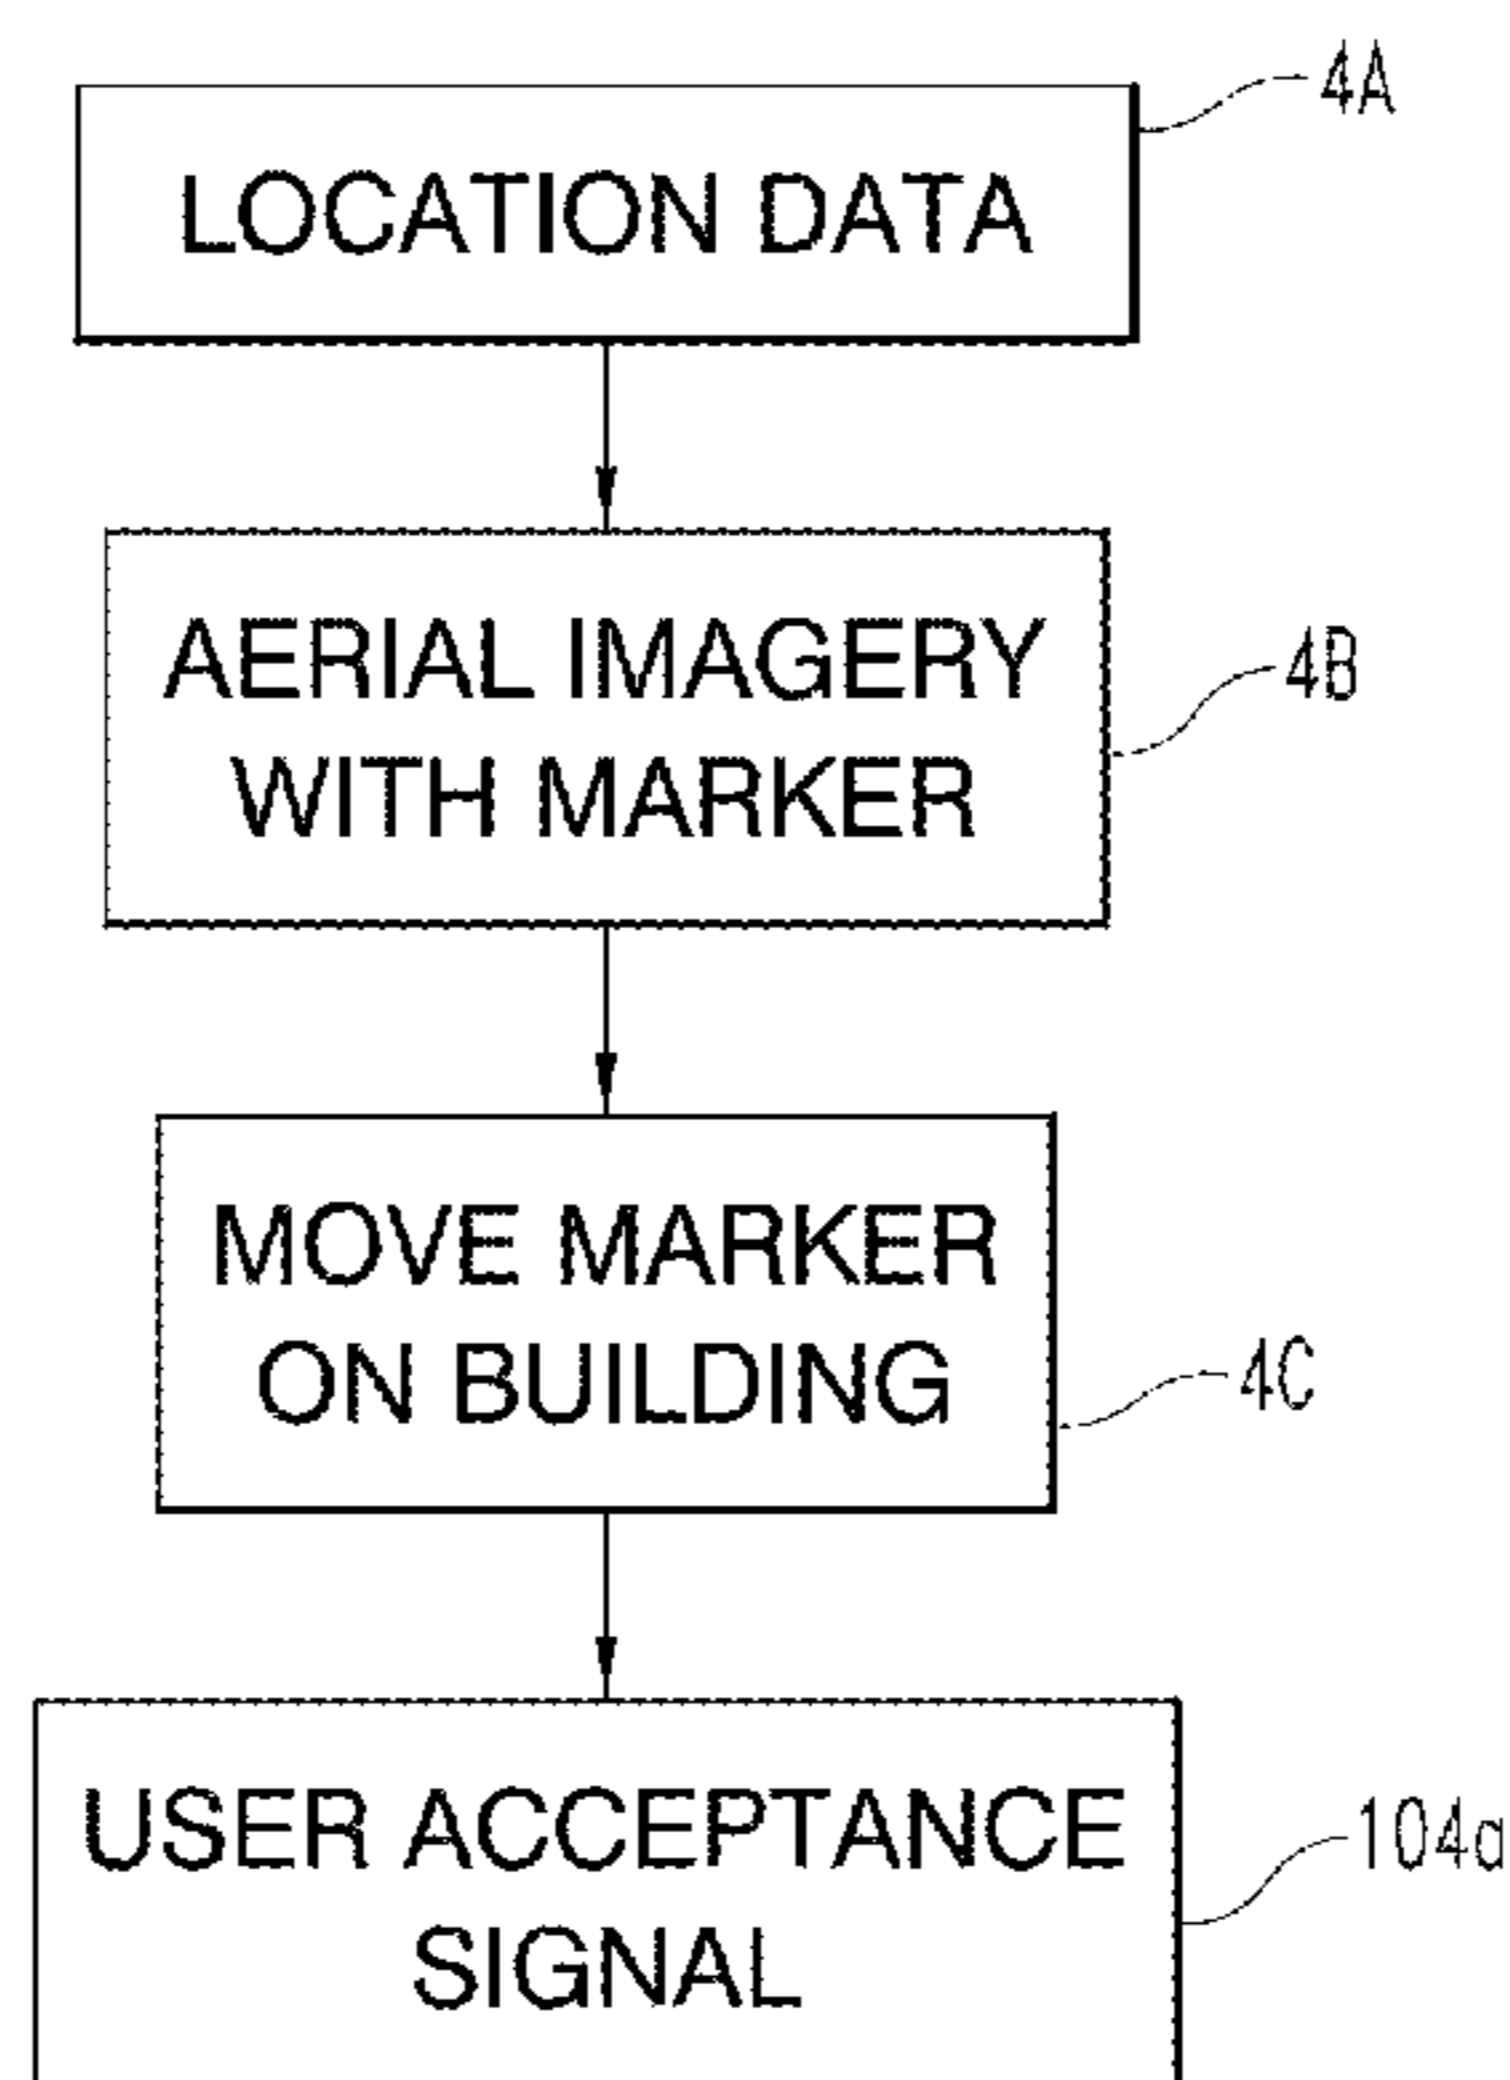 4A
LOCATION DATA
AERIAL IMAGERY
WITH MARKER
4B
MOVE MARKER
ON BUILDING
4C
USER ACCEPTANCE
SIGNAL
104a